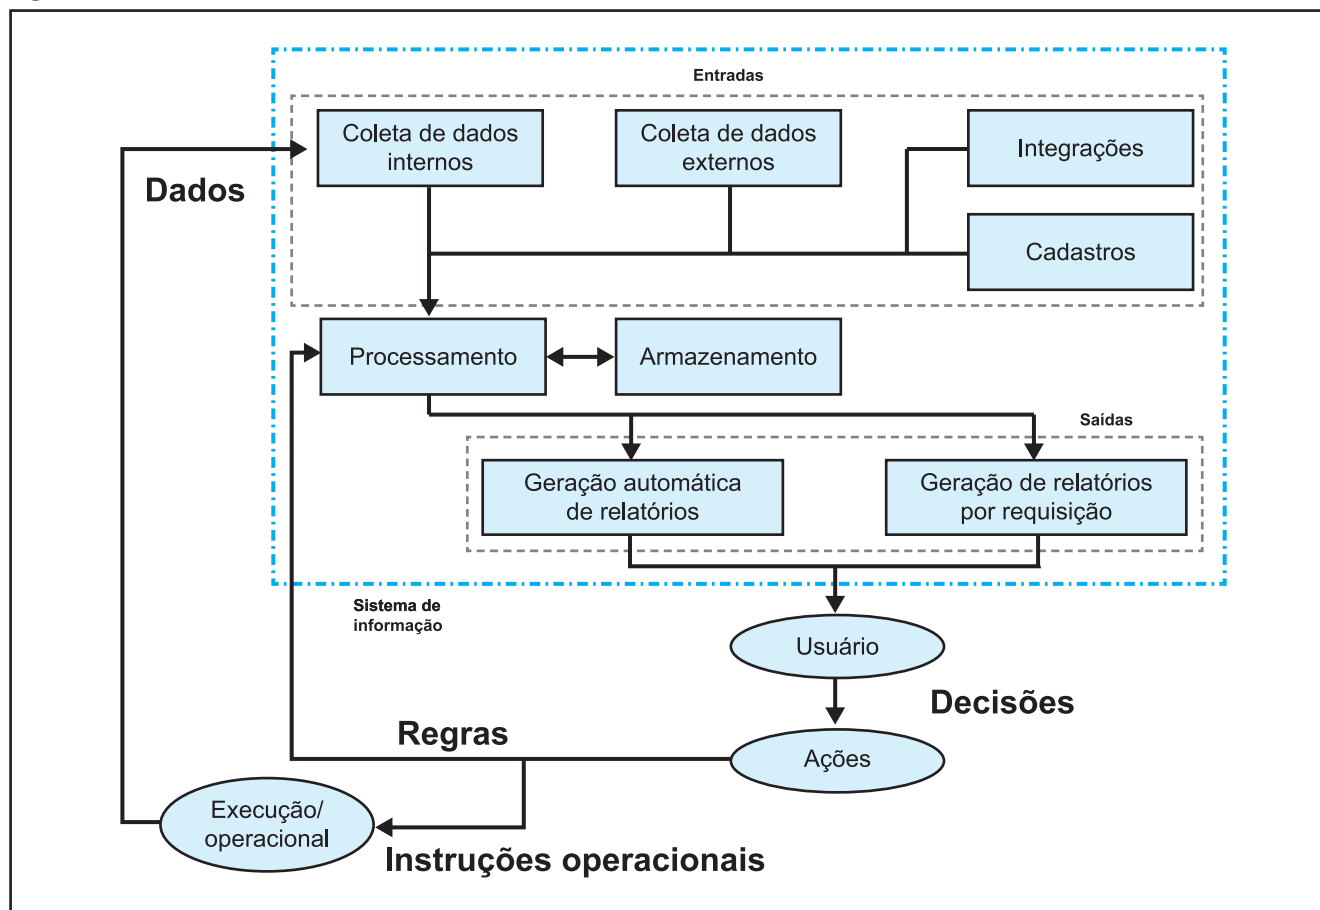 Entradas
Coleta de dados
internos
Coleta de dados
externos
Integrações
Dados
Cadastros
Processamento
Armazenamento
Saídas
Geração automática
de relatórios
Geração de relatórios
por requisição
Sistema de
informação
Usuário
Decisões
Regras
Ações
Execução/
operacional
Instruções operacionais